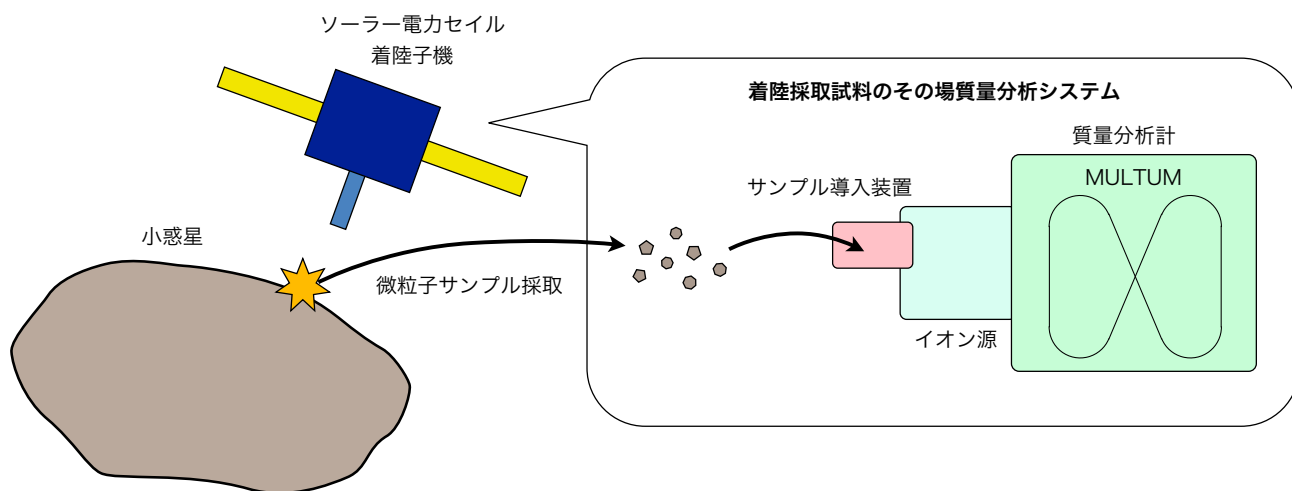 ソーラー電力セイル
着陸子機
着陸採取試料のその場質量分析システム
質量分析計
MULTUM
サンプル導入装置
小惑星
微粒子サンプル採取
イオン源